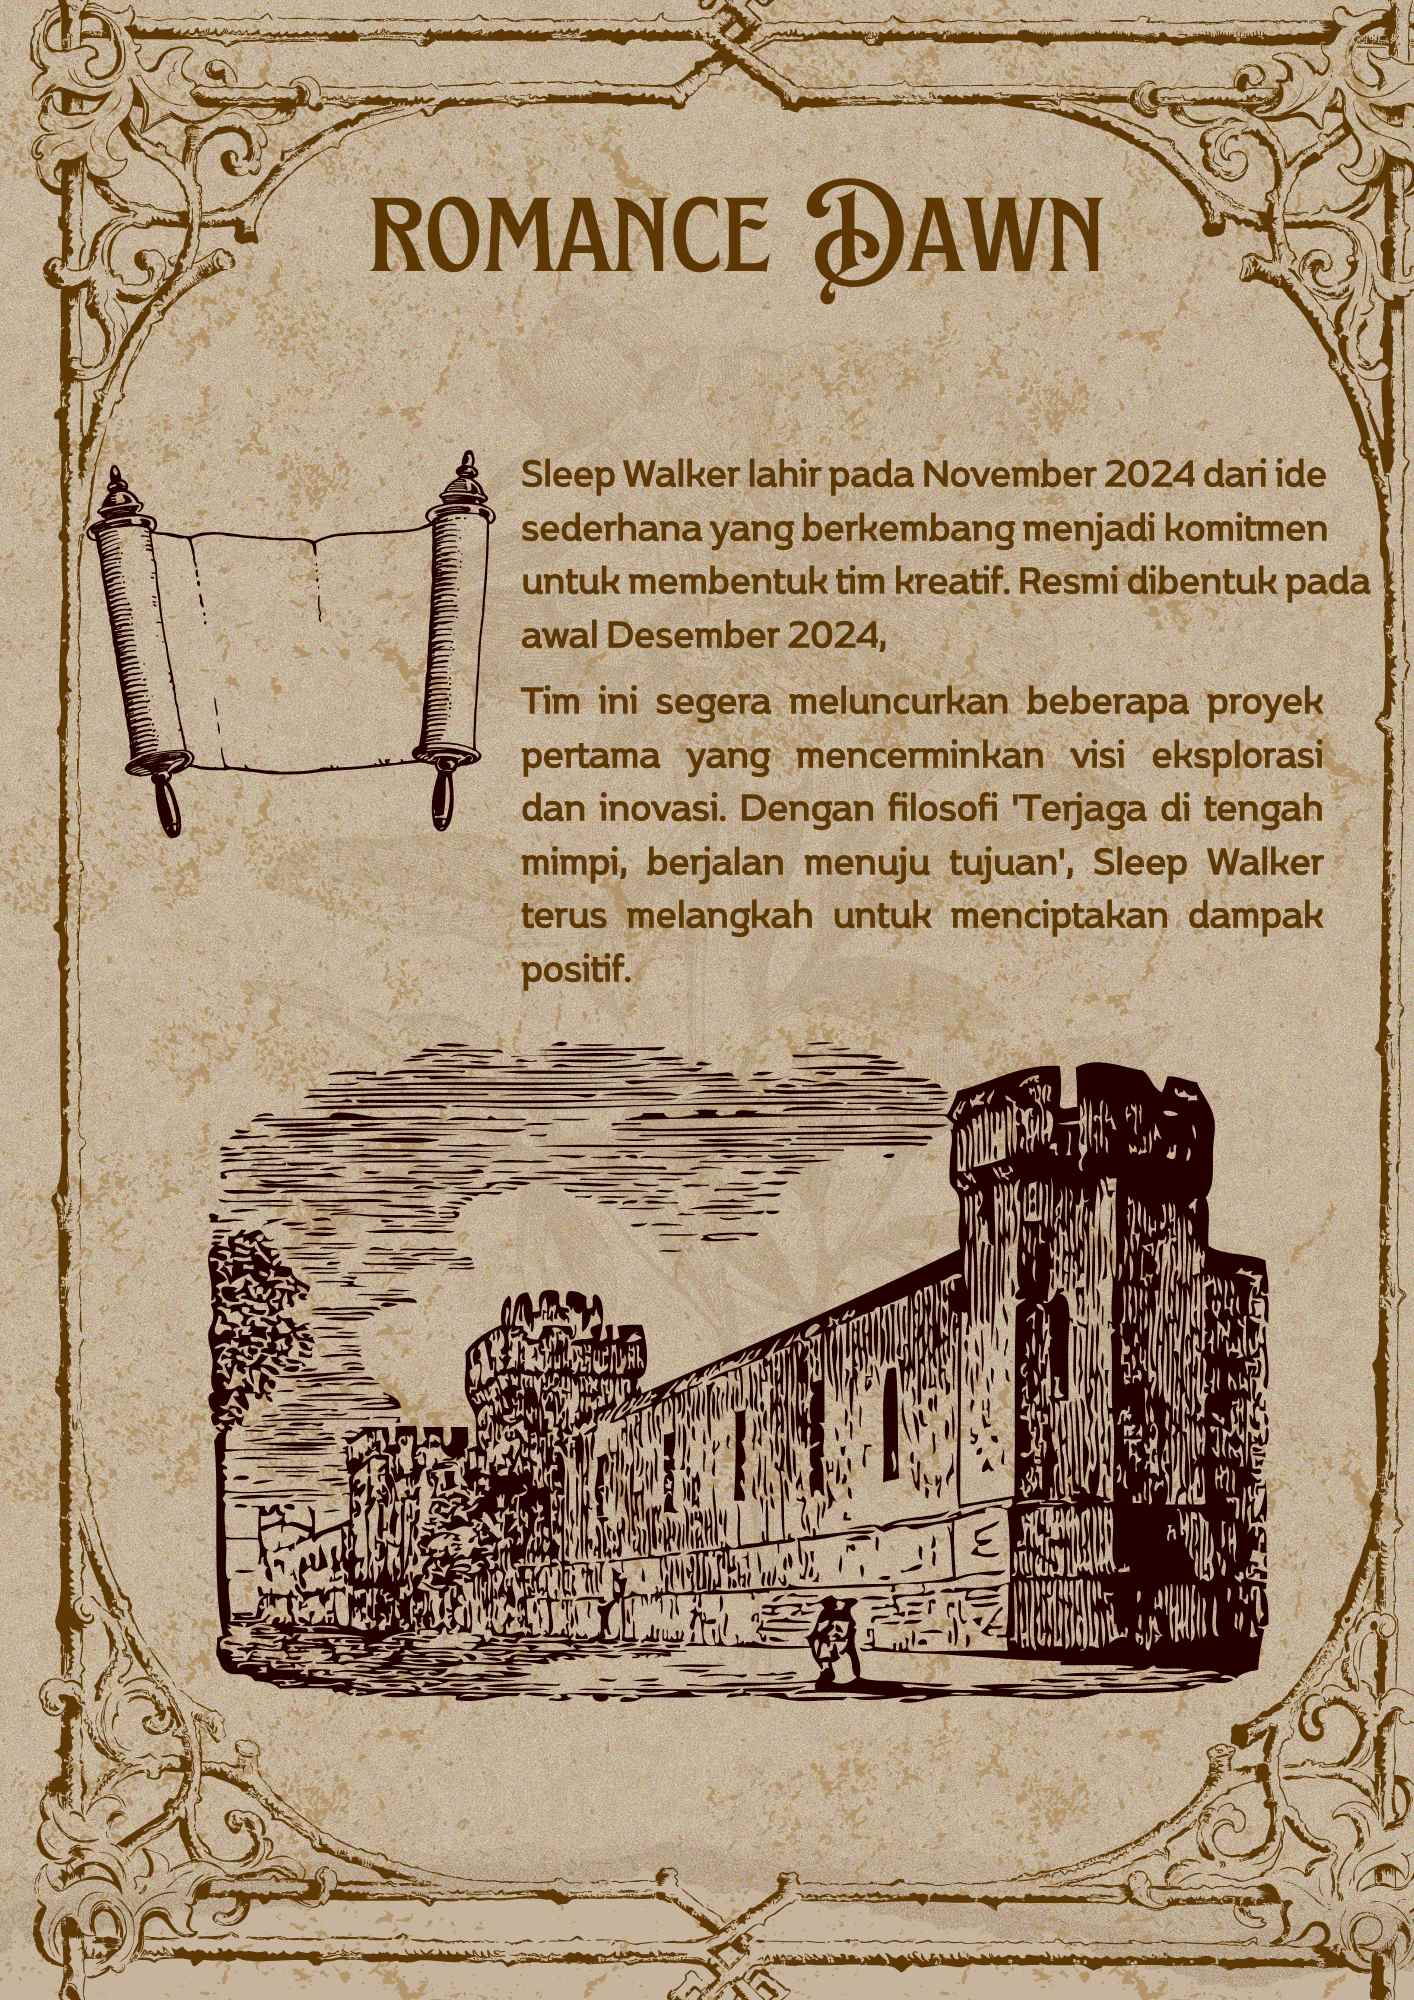 ROMANCE DAWN
Sleep Walker lahir pada November 2024 dari ide
sederhana yang berkembang menjadi komitmen
untuk membentuk tim kreatif. Resmi dibentuk pada
awal Desember 2024,
Tim ini segera meluncurkan beberapa proyek
pertama yang mencerminkan visi eksplorasi
dan inovasi. Dengan filosofi 'Terjaga di tengah
mimpi, berjalan menuju tujuan', Sleep Walker
terus melangkah untuk menciptakan dampak
positif.